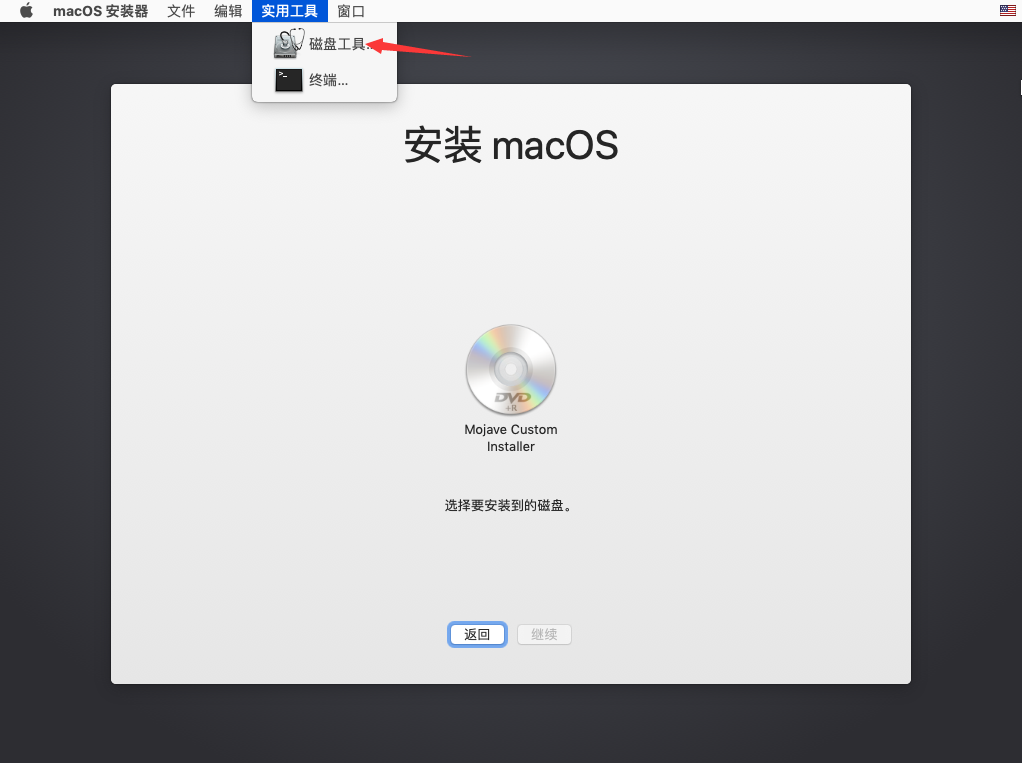 macOS 安装器 文件 编辑 实用工具 窗口
磁盘工具...
终端...
安装 macOS
DVD
+R
Mojave Custom
Installer
选择要安装到的磁盘。
返回 继续